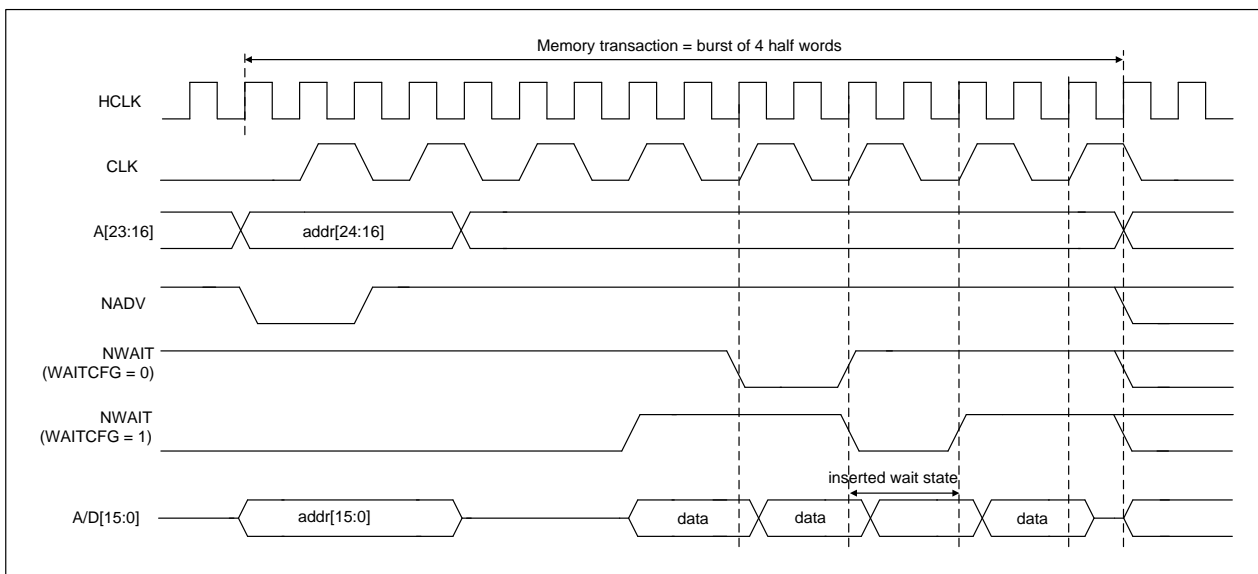 Memory transaction = burst of 4 half words
HCLK
CLK
A[23:16]
addr[24:16]
NADV
NWAIT
(WAITCFG = 0)
NWAIT
(WAITCFG = 1)
inserted wait state
A/D[15:0]
addr[15:0]
data
data
data